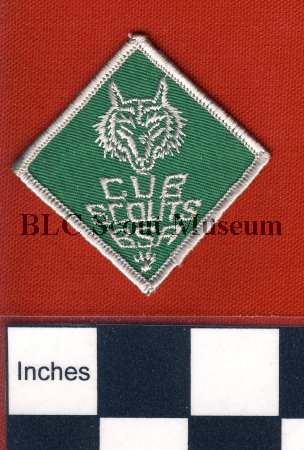 CUB
SCOUTS
BSA
BLC Scout Museum
Inches